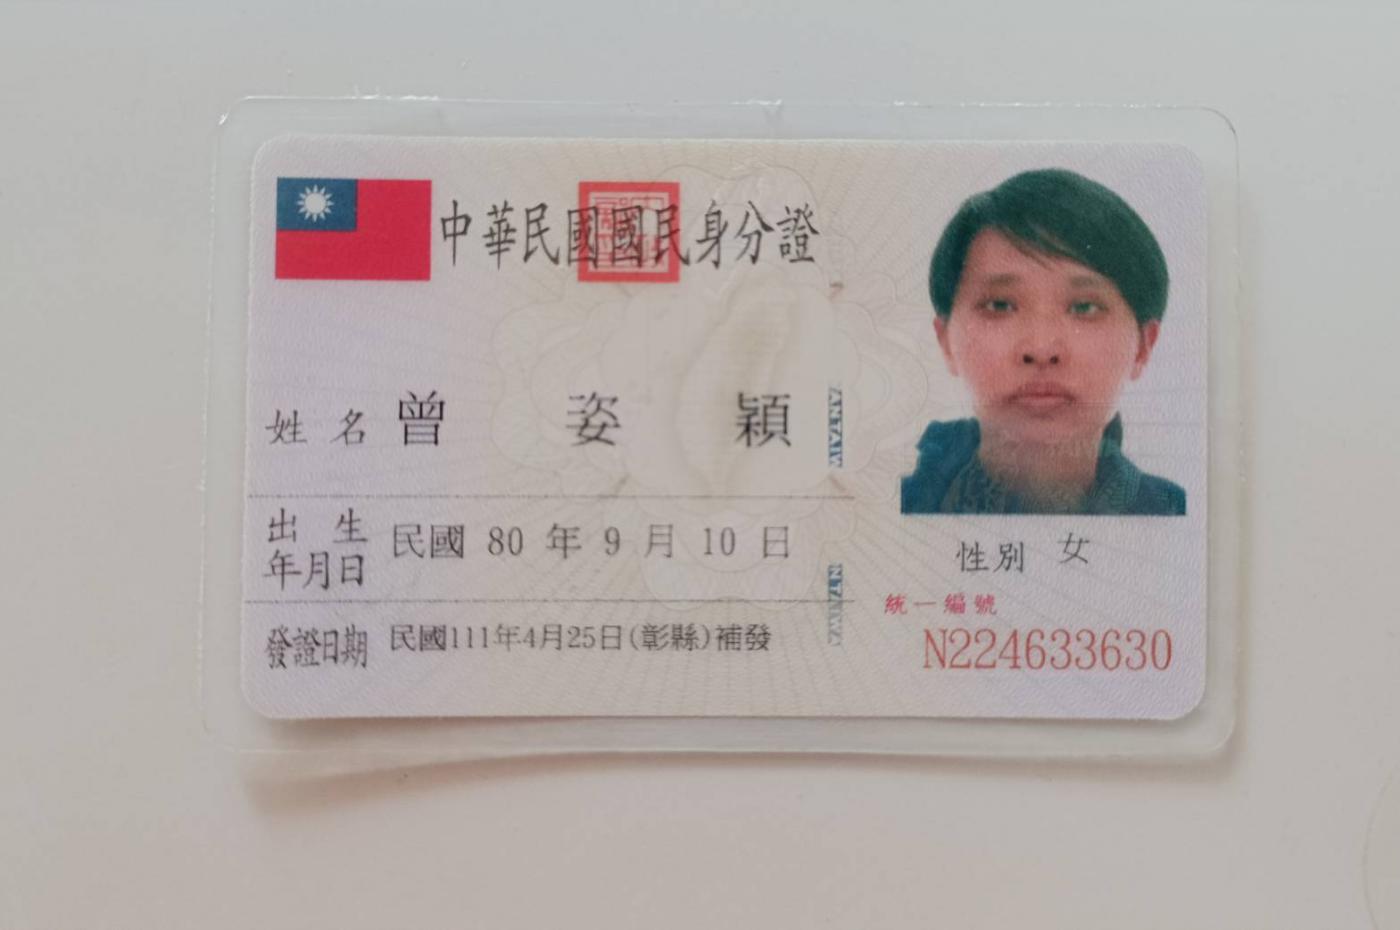 中華民國國民身分證
姓名 曾姿穎
出生年月日 民國 80 年 9 月 10 日
發證日期 民國111年4月25日(彰縣)補發
性別 女
統一編號
N224633630